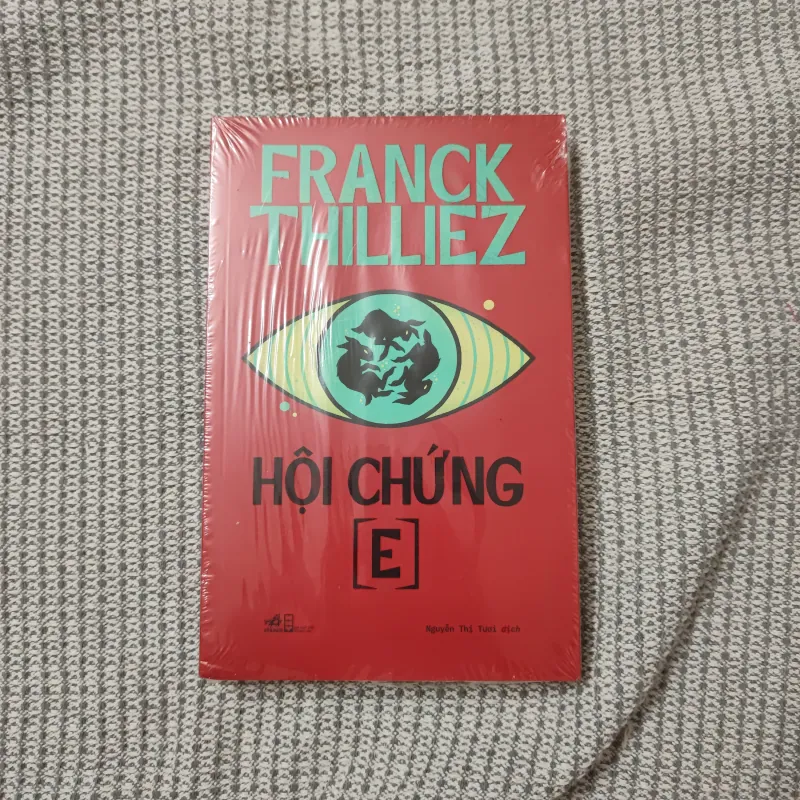 FRANCK
THILLIEZ
HỘI CHỨNG
[E]
Nguyễn Thị Tươi dịch